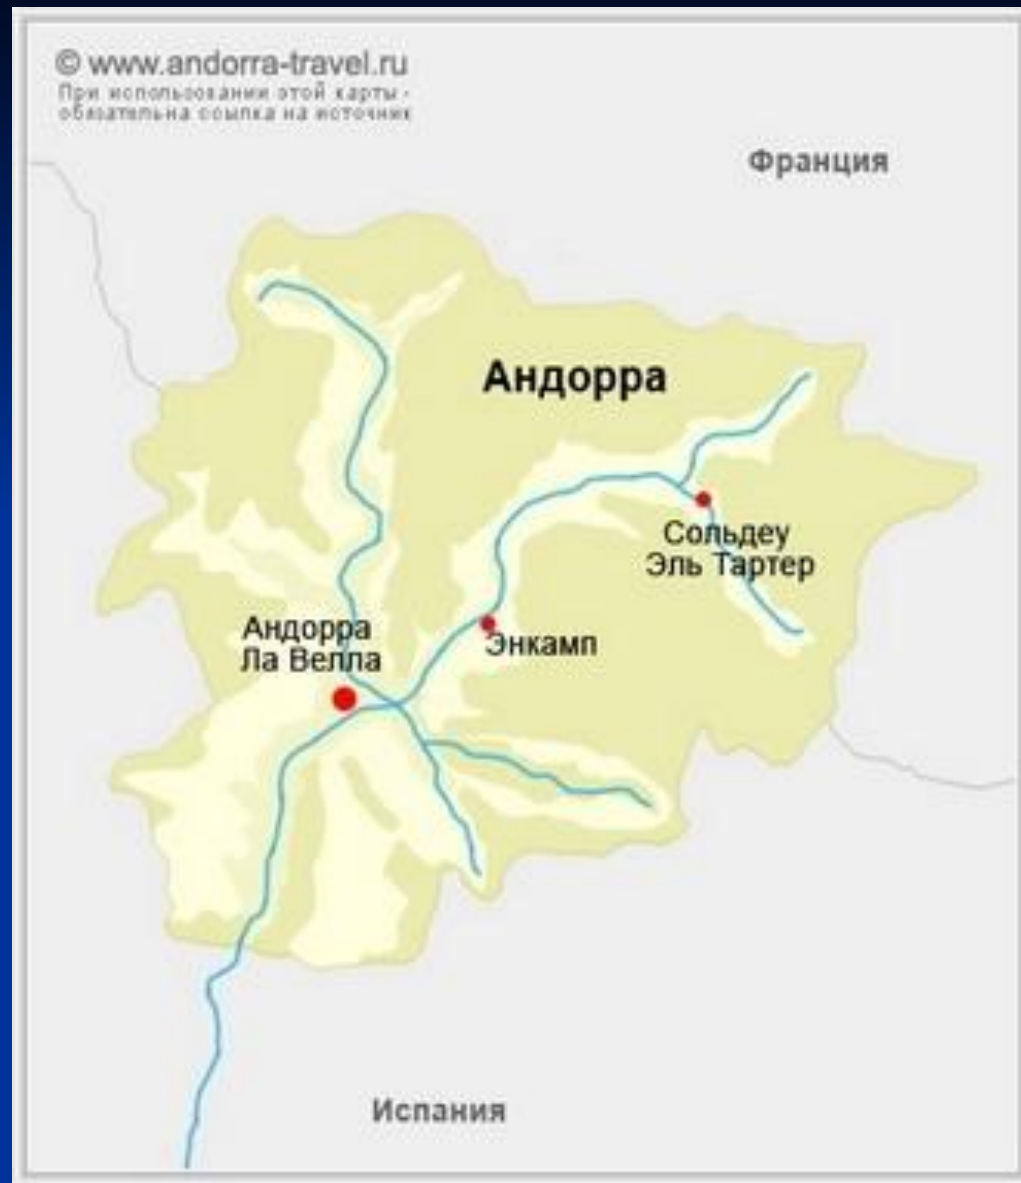 © www.andorra-travel.ru
При использовании этой карты -
обязательна ссылка на источник
Франция
Андорра
Сольдеу
Эль Тартер
Андорра
Ла Велла
Энкамп
Испания